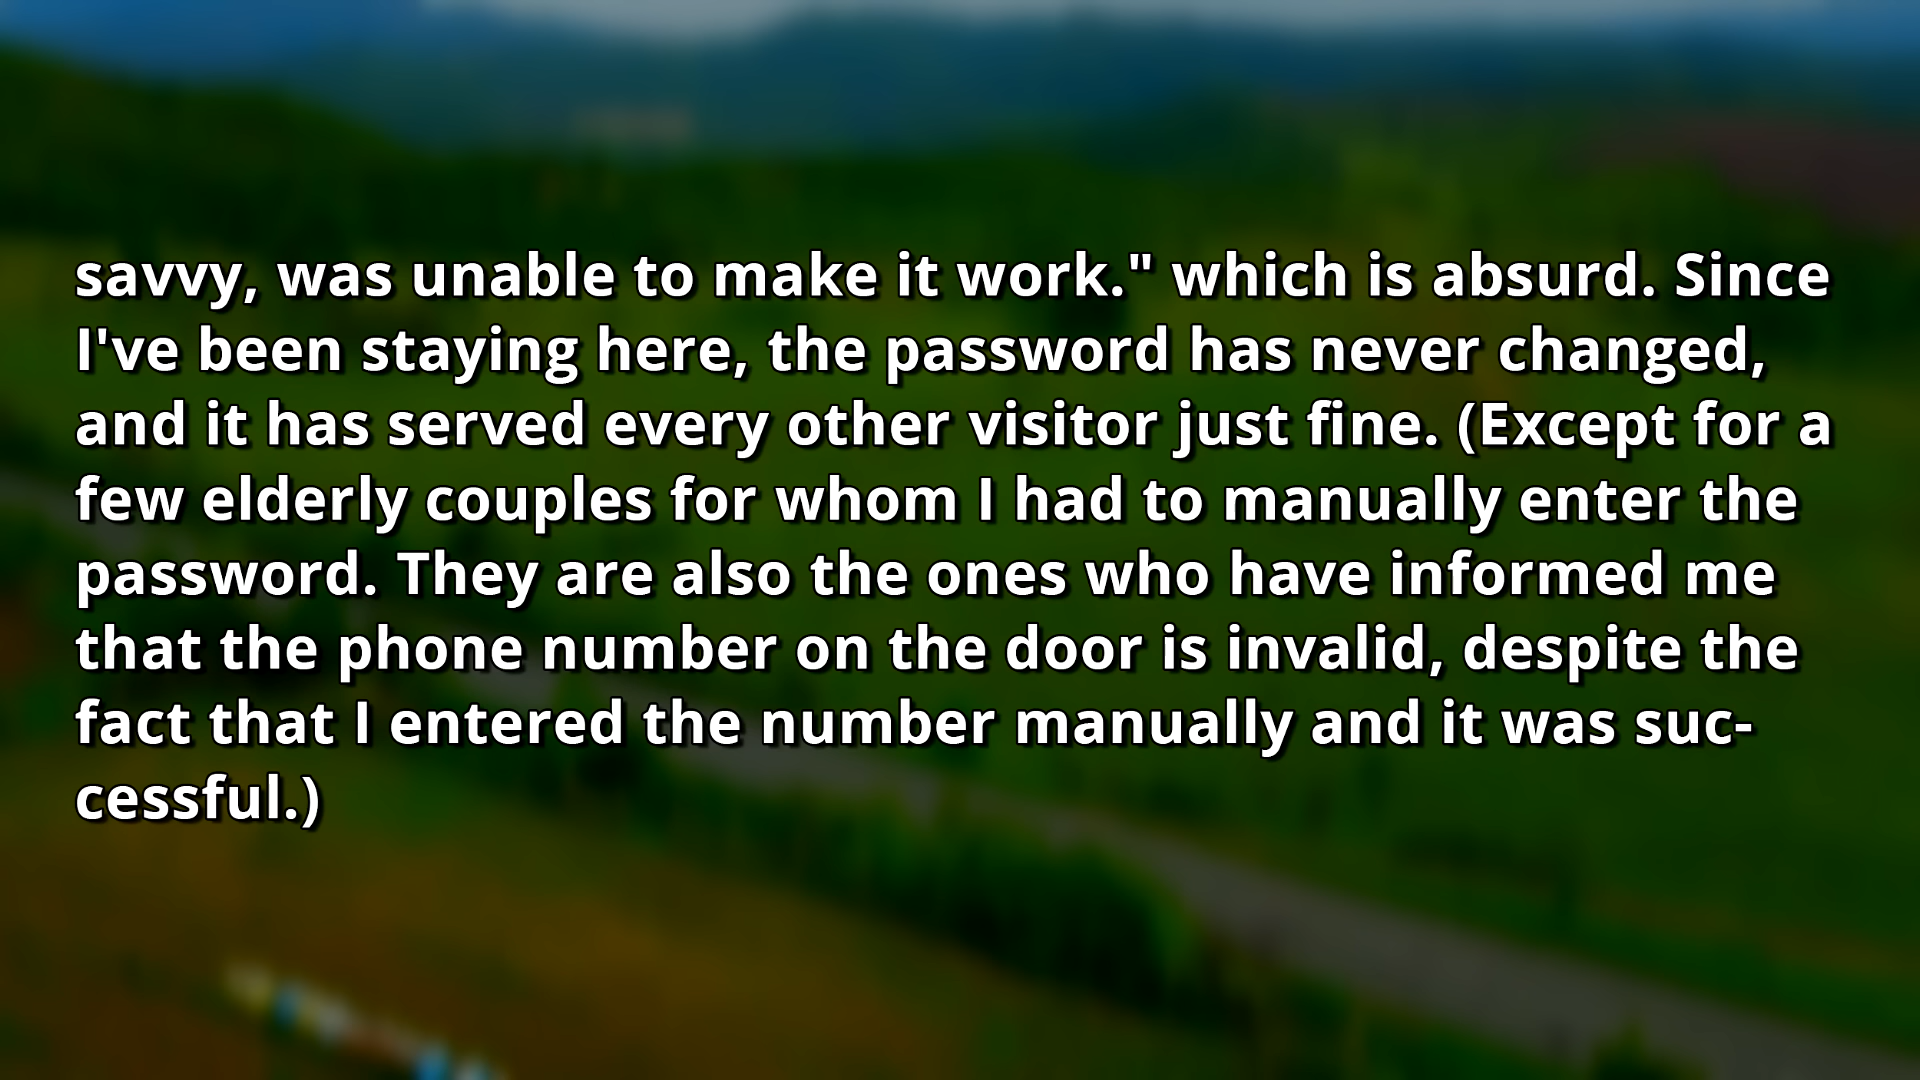 savvy, was unable to make it work." which is absurd. Since
I've been staying here, the password has never changed,
and it has served every other visitor just fine. (Except for a
few elderly couples for whom I had to manually enter the
password. They are also the ones who have informed me
that the phone number on the door is invalid, despite the
fact that I entered the number manually and it was suc-
cessful.)